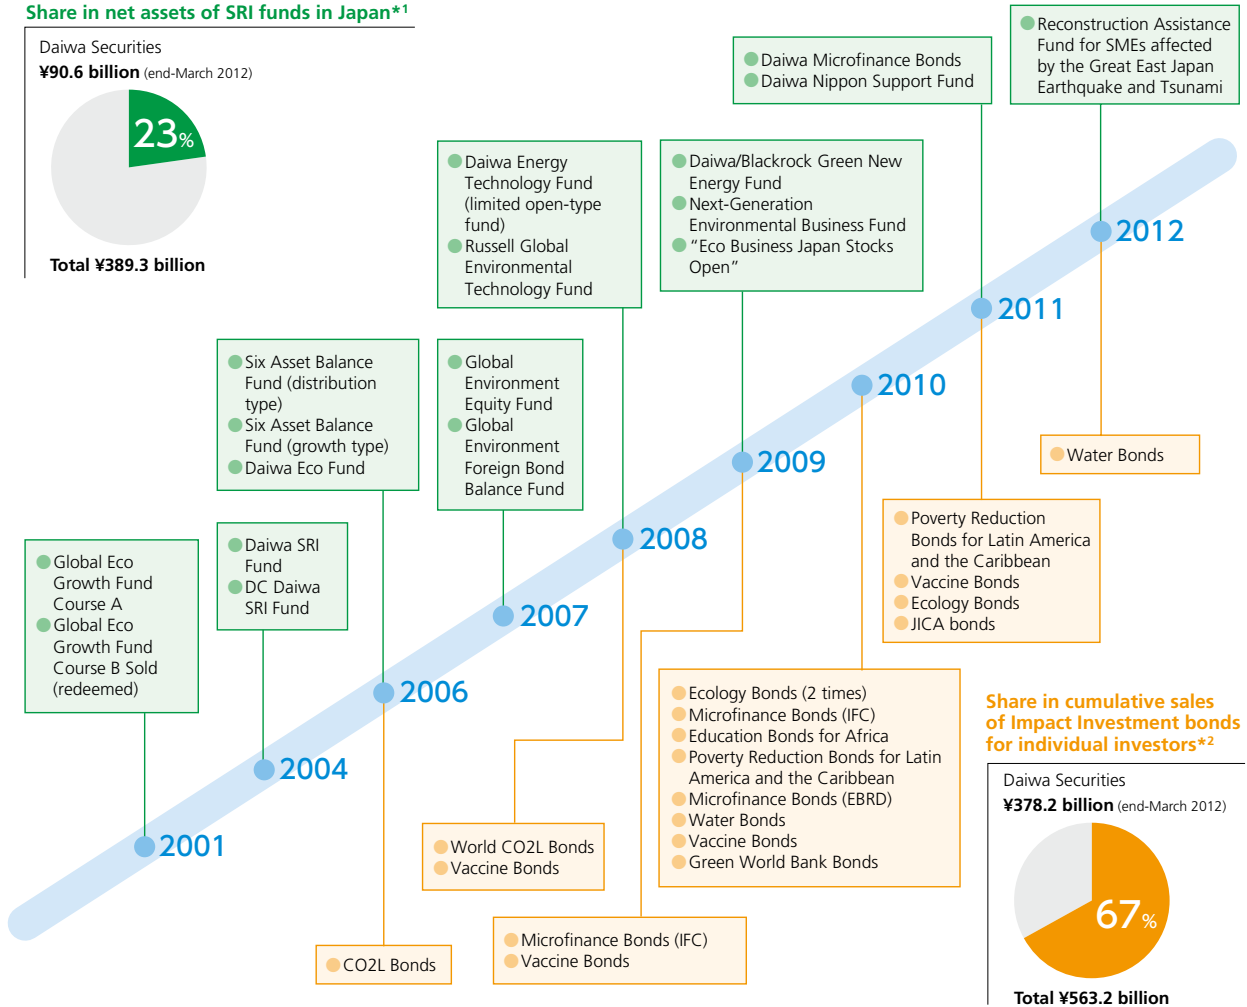 Share in net assets of SRI funds in Japan*1
Daiwa Securities
¥90.6 billion (end-March 2012)
23%
Total ¥389.3 billion
Reconstruction Assistance
Fund for SMEs affected
by the Great East Japan
Earthquake and Tsunami
Daiwa Microfinance Bonds
Daiwa Nippon Support Fund
Daiwa Energy
Technology Fund
(limited open-type
fund)
Russell Global
Environmental
Technology Fund
Daiwa/Blackrock Green New
Energy Fund
Next-Generation
Environmental Business Fund
“Eco Business Japan Stocks
Open”
Six Asset Balance
Fund (distribution
type)
Six Asset Balance
Fund (growth type)
Daiwa Eco Fund
Global
Environment
Equity Fund
Global
Environment
Foreign Bond
Balance Fund
Global Eco
Growth Fund
Course A
Global Eco
Growth Fund
Course B Sold
(redeemed)
Daiwa SRI
Fund
DC Daiwa
SRI Fund
2012
2011
2010
2009
2008
2007
2006
2004
2001
Water Bonds
Poverty Reduction
Bonds for Latin America
and the Caribbean
Vaccine Bonds
Ecology Bonds
JICA bonds
Ecology Bonds (2 times)
Microfinance Bonds (IFC)
Education Bonds for Africa
Poverty Reduction Bonds for Latin
America and the Caribbean
Microfinance Bonds (EBRD)
Water Bonds
Vaccine Bonds
Green World Bank Bonds
World CO2L Bonds
Vaccine Bonds
Microfinance Bonds (IFC)
Vaccine Bonds
CO2L Bonds
Share in cumulative sales
of Impact Investment bonds
for individual investors*2
Daiwa Securities
¥378.2 billion (end-March 2012)
67%
Total ¥563.2 billion